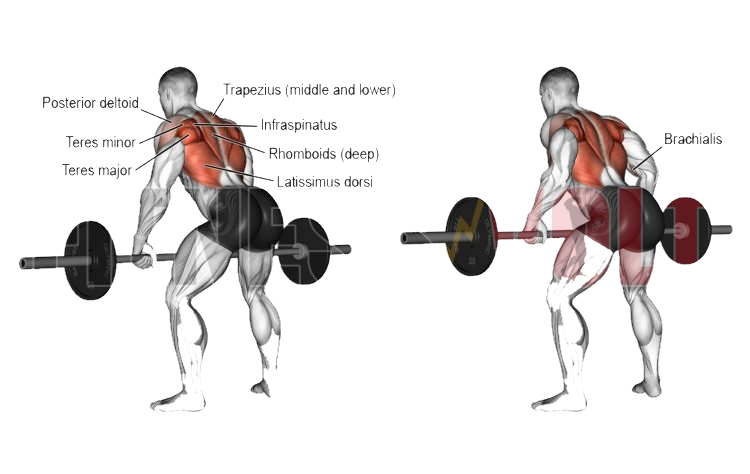 Trapezius (middle and lower)
Posterior deltoid
Infraspinatus
Teres minor
Rhomboids (deep)
Teres major
Latissimus dorsi
Brachialis